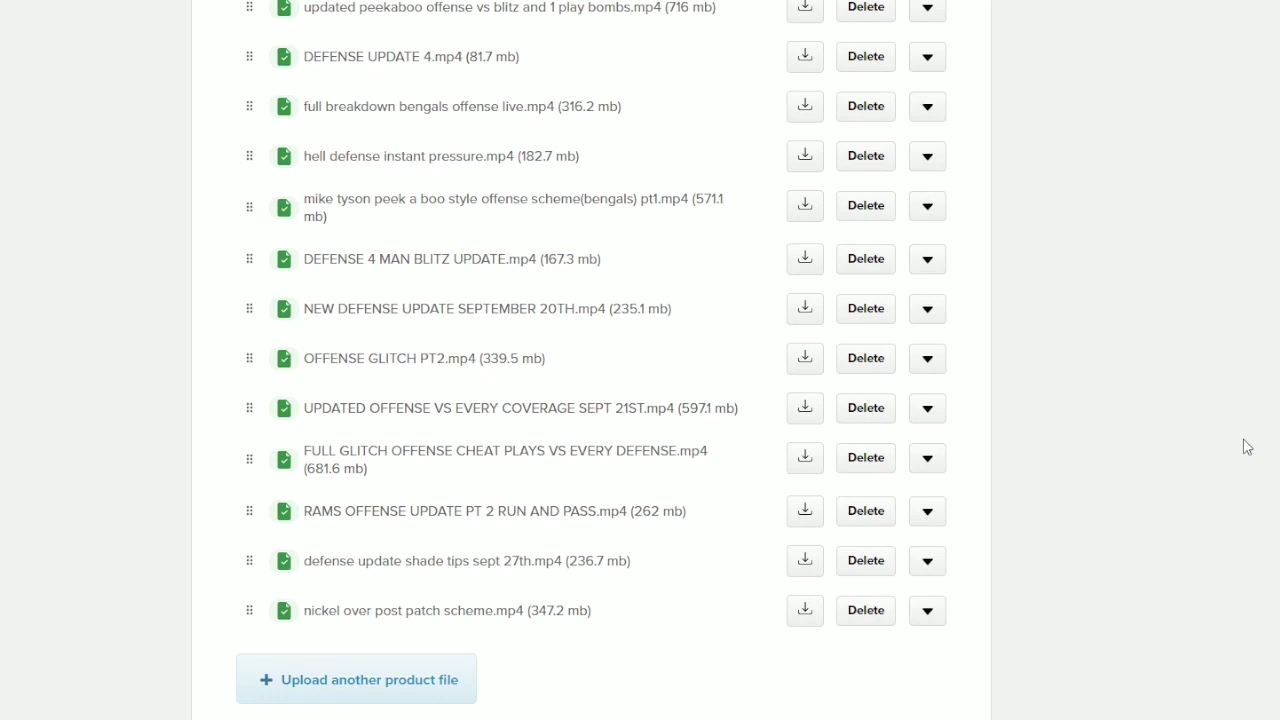 updated peekaboo offense vs blitz and 1 play bombs.mp4 (716 mb) Delete
DEFENSE UPDATE 4.mp4 (81.7 mb) Delete
full breakdown bengals offense live.mp4 (316.2 mb) Delete
hell defense instant pressure.mp4 (182.7 mb) Delete
mike tyson peek a boo style offense scheme(bengals) pt1.mp4 (571.1
mb) Delete
DEFENSE 4 MAN BLITZ UPDATE.mp4 (167.3 mb) Delete
NEW DEFENSE UPDATE SEPTEMBER 20TH.mp4 (235.1 mb) Delete
OFFENSE GLITCH PT2.mp4 (339.5 mb) Delete
UPDATED OFFENSE VS EVERY COVERAGE SEPT 21ST.mp4 (597.1 mb) Delete
FULL GLITCH OFFENSE CHEAT PLAYS VS EVERY DEFENSE.mp4
(681.6 mb) Delete
RAMS OFFENSE UPDATE PT 2 RUN AND PASS.mp4 (262 mb) Delete
defense update shade tips sept 27th.mp4 (236.7 mb) Delete
nickel over post patch scheme.mp4 (347.2 mb) Delete
+ Upload another product file